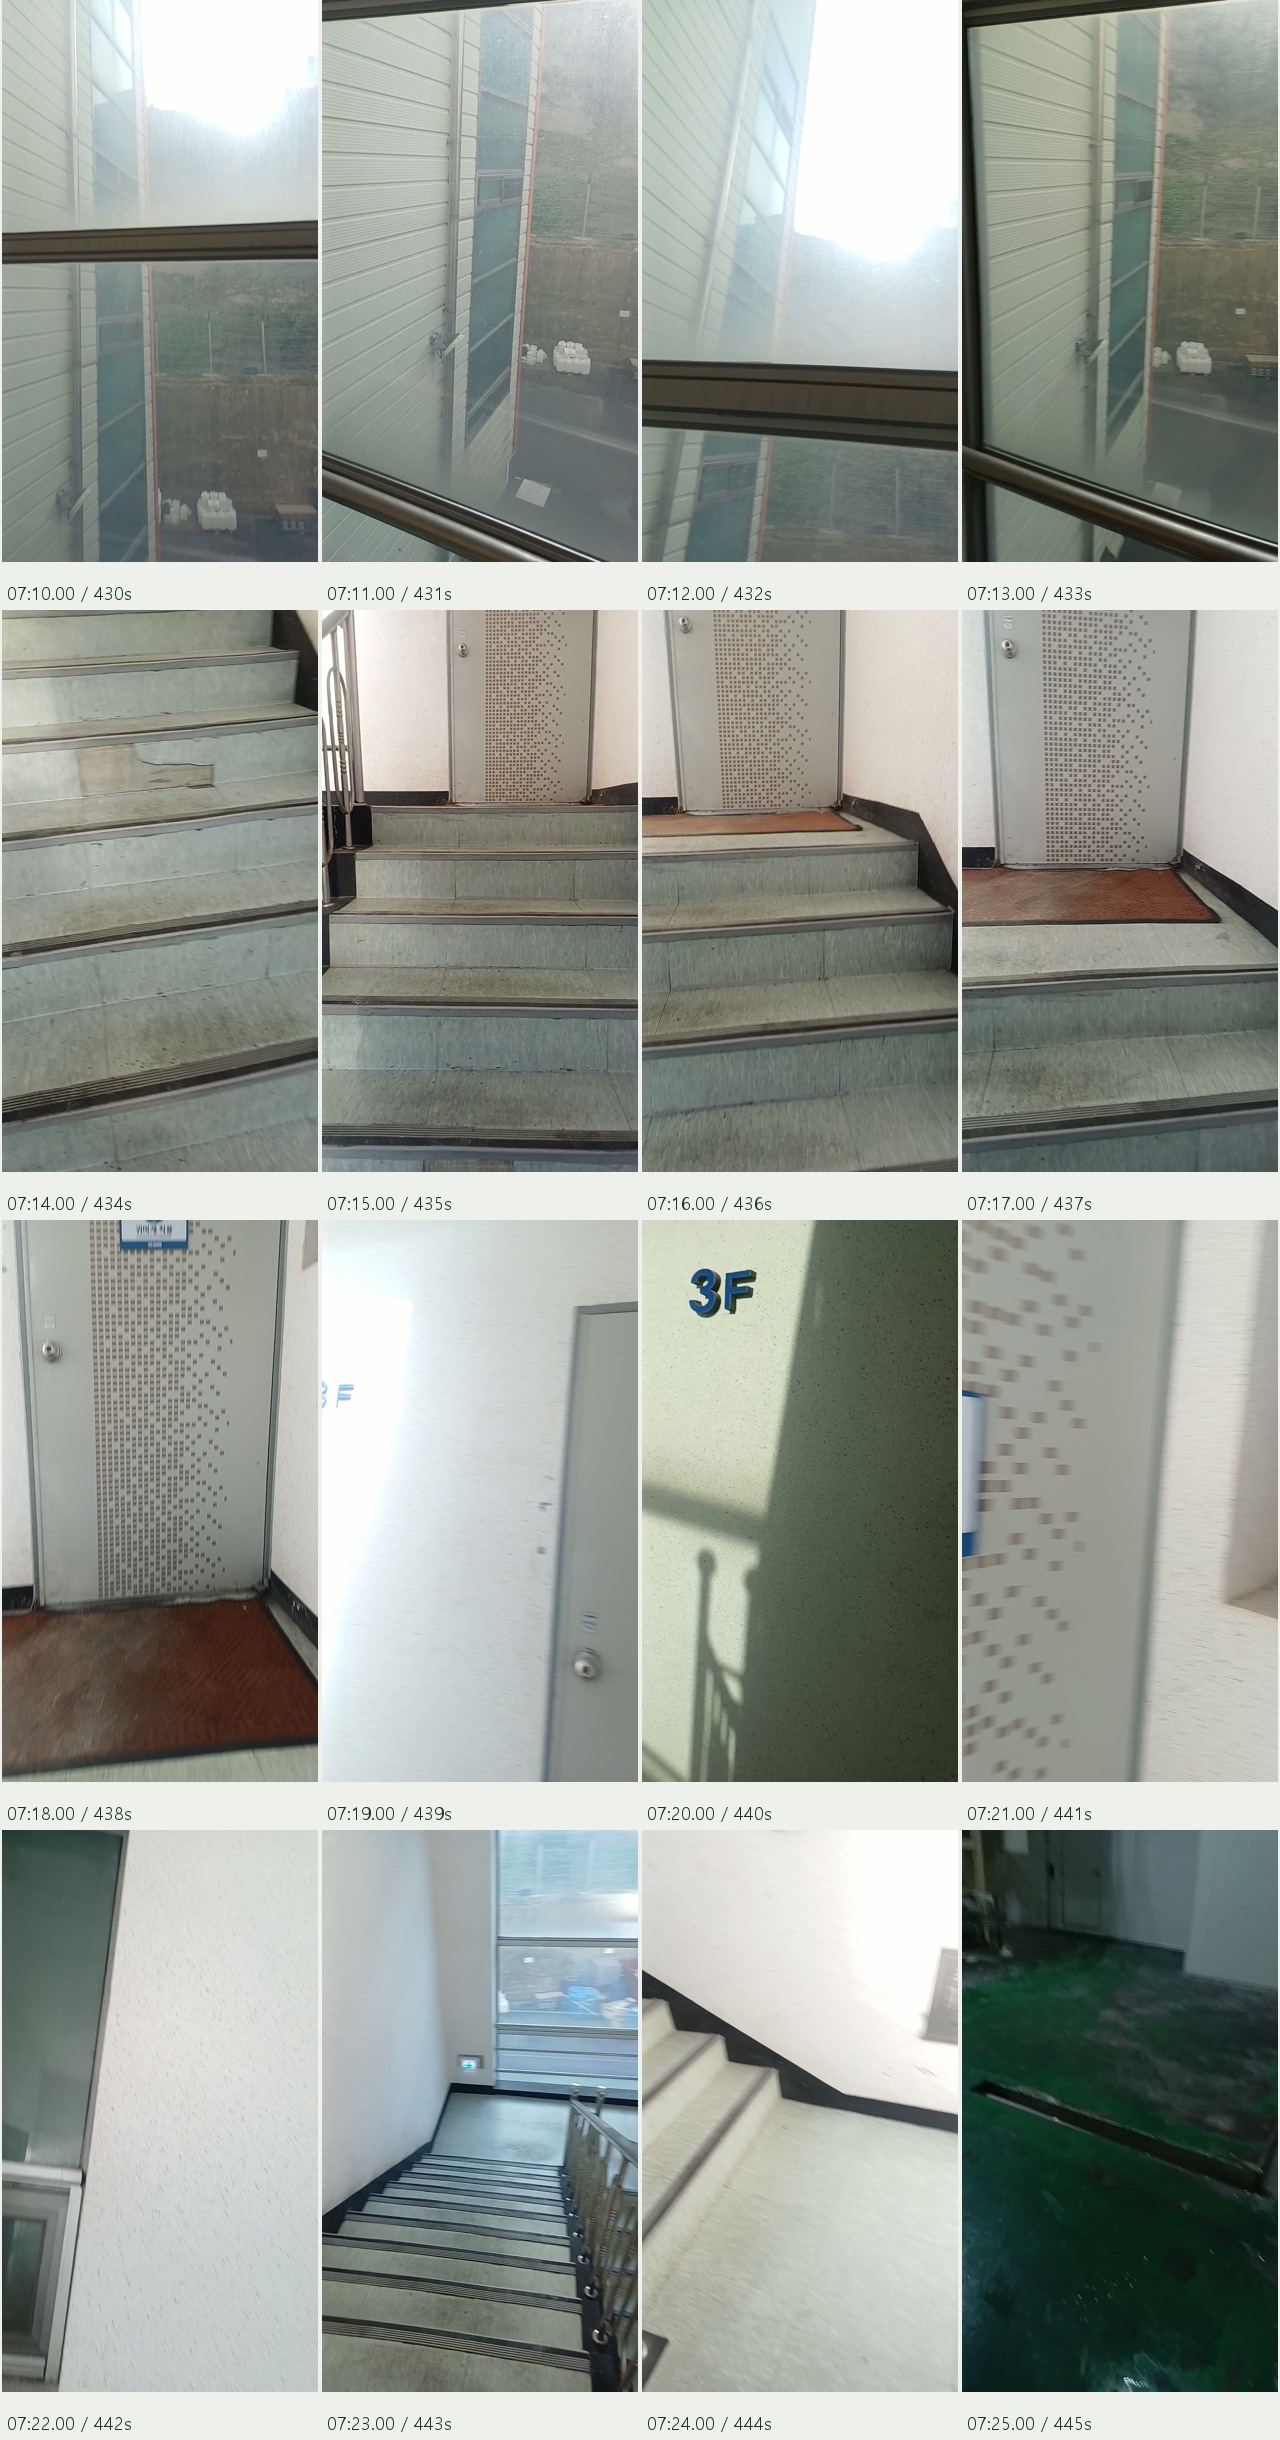 07:10.00 / 430s
07:11.00 / 431s
07:12.00 / 432s
07:13.00 / 433s
07:14.00 / 434s
07:15.00 / 435s
07:16.00 / 436s
07:17.00 / 437s
3F
3F
07:18.00 / 438s
07:19.00 / 439s
07:20.00 / 440s
07:21.00 / 441s
07:22.00 / 442s
07:23.00 / 443s
07:24.00 / 444s
07:25.00 / 445s